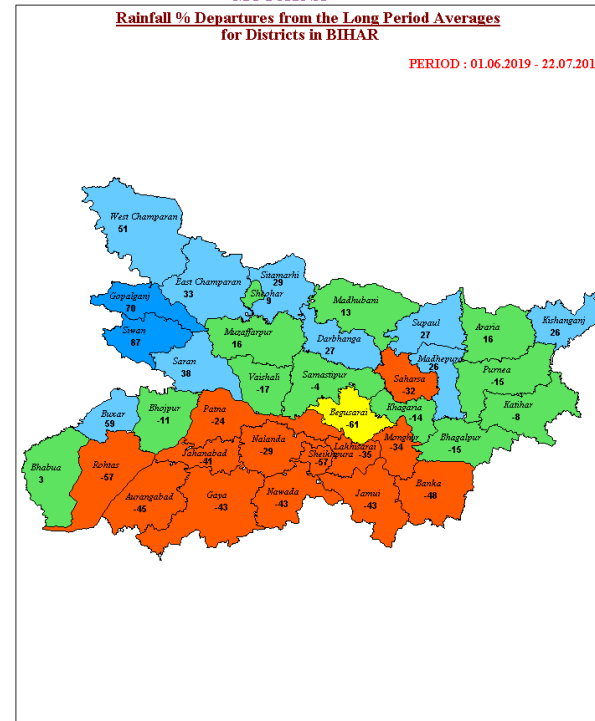 Rainfall % Departures from the Long Period Averages
for Districts in BIHAR
PERIOD : 01.06.2019 - 22.07.201
West Champaran
51
East Champaran
33
Sitamarhi
29
Sheohar
9
Gopalganj
70
Siwan
87
Saran
38
Muzaffarpur
16
Madhubani
13
Darbhanga
27
Supaul
27
Araria
16
Kishanganj
26
Madhepura
26
Saharsa
-32
Purnea
-15
Katihar
-8
Vaishali
-17
Samastipur
-4
Begusarai
-61
Khagaria
-14
Bhagalpur
-15
Monghyr
-34
Buxar
59
Bhojpur
-11
Patna
-24
Nalanda
-29
Jahanabad
-41
Sheikhpura
-57
Lakhisarai
-35
Bhabua
3
Rohtas
-57
Aurangabad
-45
Gaya
-43
Nawada
-43
Jamui
-43
Banka
-48